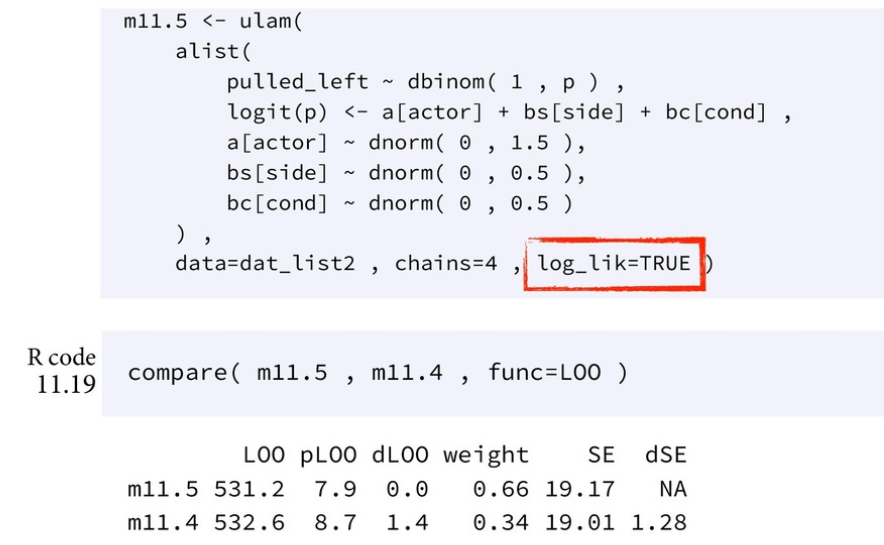 m11.5 <- ulam(
alist(
pulled_left ~ dbinom( 1 , p ) ,
logit(p) <- a[actor] + bs[side] + bc[cond] ,
a[actor] ~ dnorm( 0 , 1.5 ),
bs[side] ~ dnorm( 0 , 0.5 ),
bc[cond] ~ dnorm( 0 , 0.5 )
) ,
data=dat_list2 , chains=4 , log_lik=TRUE )
R code
11.19
compare( m11.5 , m11.4 , func=LOO )
LOO pLOO dLOO weight SE dSE
m11.5 531.2 7.9 0.0 0.66 19.17 NA
m11.4 532.6 8.7 1.4 0.34 19.01 1.28